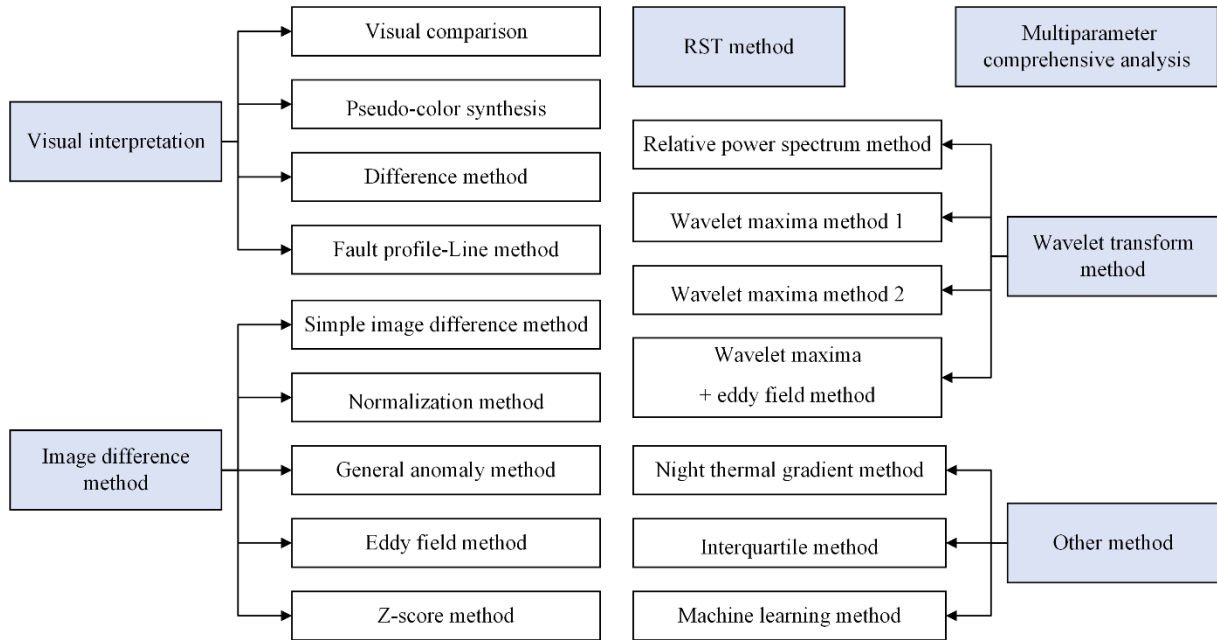 Visual interpretation
Visual comparison
Pseudo-color synthesis
Difference method
Fault profile-Line method
Image difference
method
Simple image difference method
Normalization method
General anomaly method
Eddy field method
Z-score method
RST method
Multiparameter
comprehensive analysis
Relative power spectrum method
Wavelet maxima method 1
Wavelet maxima method 2
Wavelet maxima
+ eddy field method
Wavelet transform
method
Night thermal gradient method
Interquartile method
Machine learning method
Other method